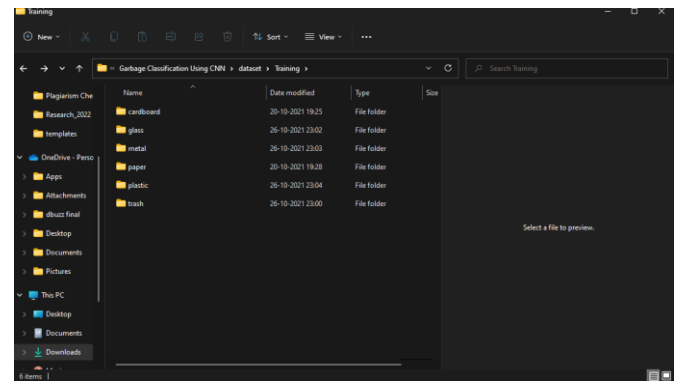 Training
New Sort View ...
« Garbage Classification Using CNN > dataset > Training > Search Training
Name Date modified Type Size
Plagiarism Che
Research_2022
templates
OneDrive - Perso
Apps
Attachments
dbuzz final
Desktop
Documents
Pictures
This PC
Desktop
Documents
Downloads
cardboard 20-10-2021 19:25 File folder
glass 26-10-2021 23:02 File folder
metal 26-10-2021 23:03 File folder
paper 20-10-2021 19:28 File folder
plastic 26-10-2021 23:04 File folder
trash 26-10-2021 23:00 File folder
Select a file to preview.
6 items